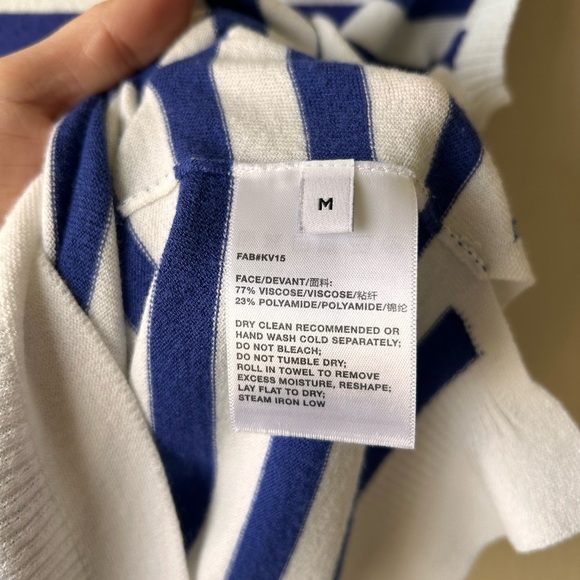 M
FAB#KV15
FACE/DEVANT/面料:
77% VISCOSE/VISCOSE/粘纤
23% POLYAMIDE/POLYAMIDE/锦纶
DRY CLEAN RECOMMENDED OR
HAND WASH COLD SEPARATELY;
DO NOT BLEACH;
DO NOT TUMBLE DRY;
ROLL IN TOWEL TO REMOVE
EXCESS MOISTURE, RESHAPE;
LAY FLAT TO DRY;
STEAM IRON LOW